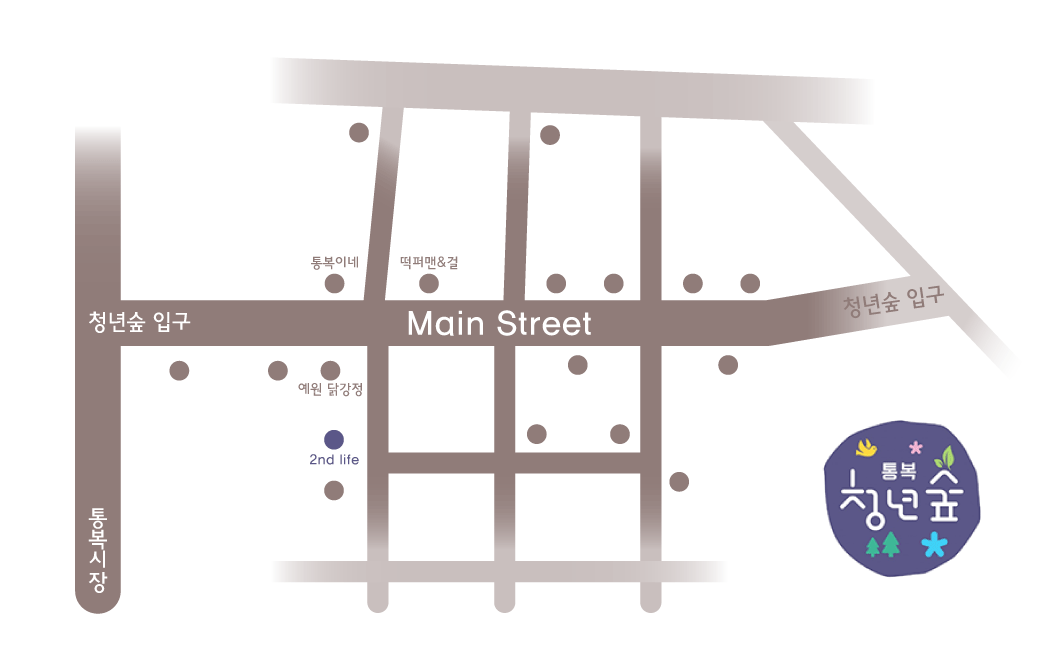 통복이네
떡퍼맨&걸
청년숲 입구
Main Street
청년숲 입구
예원 닭강정
2nd life
통복시장
통복
청년숲